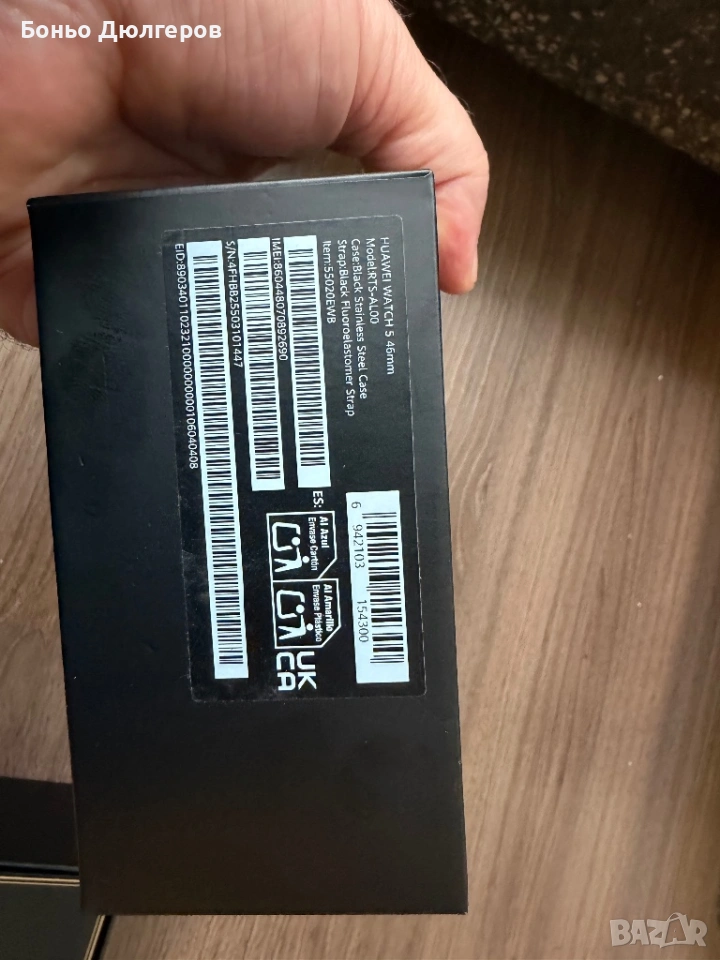 Боньо Дюлгеров
HUAWEI WATCH 5 46mm
Model:RTS-AL00
Case:Black Stainless Steel Case
Strap:Black Fluoroelastomer Strap
Item:55020EWB
IMEI:860448070892690
S/N:4FHBB25503101447
EID:89034011023210000000000106040408
6 942103 154300
ES:
Al Azul
Envase Cartón
Al Amarillo
Envase Plástico
UK
CA
BAZAR